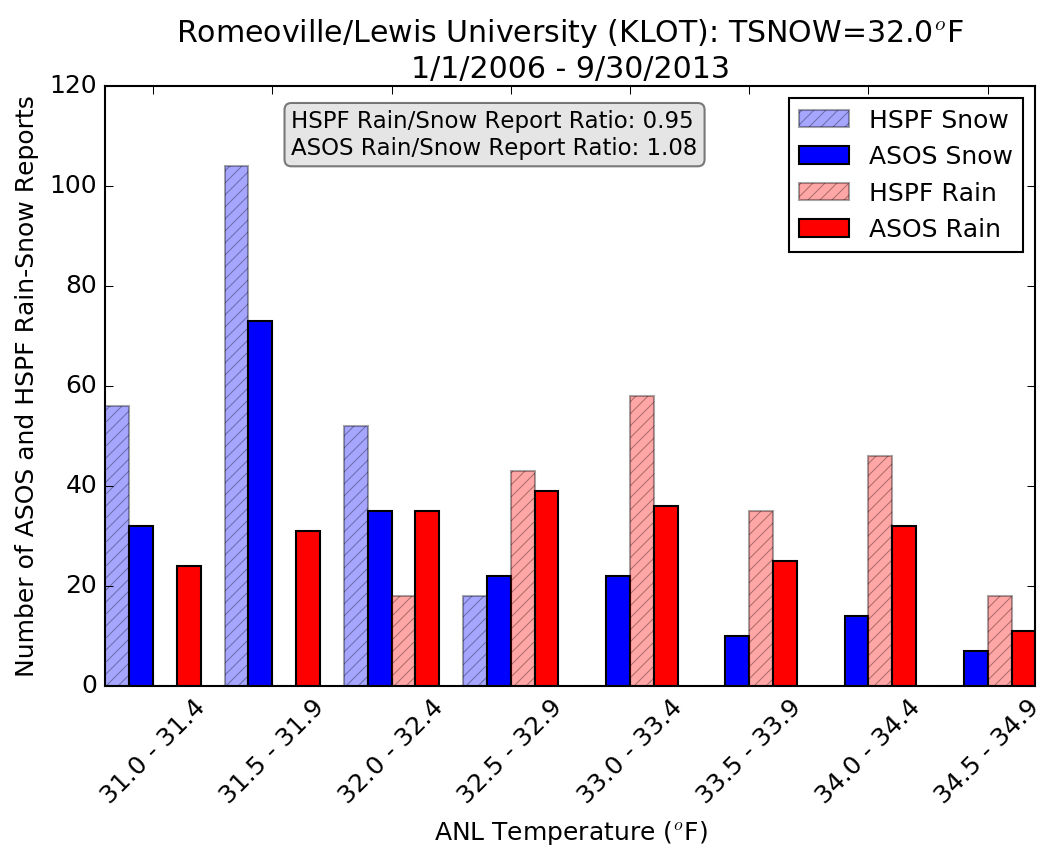 Romeoville/Lewis University (KLOT): TSNOW=32.0°F
1/1/2006 - 9/30/2013
HSPF Rain/Snow Report Ratio: 0.95
ASOS Rain/Snow Report Ratio: 1.08
HSPF Snow
ASOS Snow
HSPF Rain
ASOS Rain
Number of ASOS and HSPF Rain-Snow Reports
120
100
80
60
40
20
0
31.0 - 31.4
31.5 - 31.9
32.0 - 32.4
32.5 - 32.9
33.0 - 33.4
33.5 - 33.9
34.0 - 34.4
34.5 - 34.9
ANL Temperature (°F)